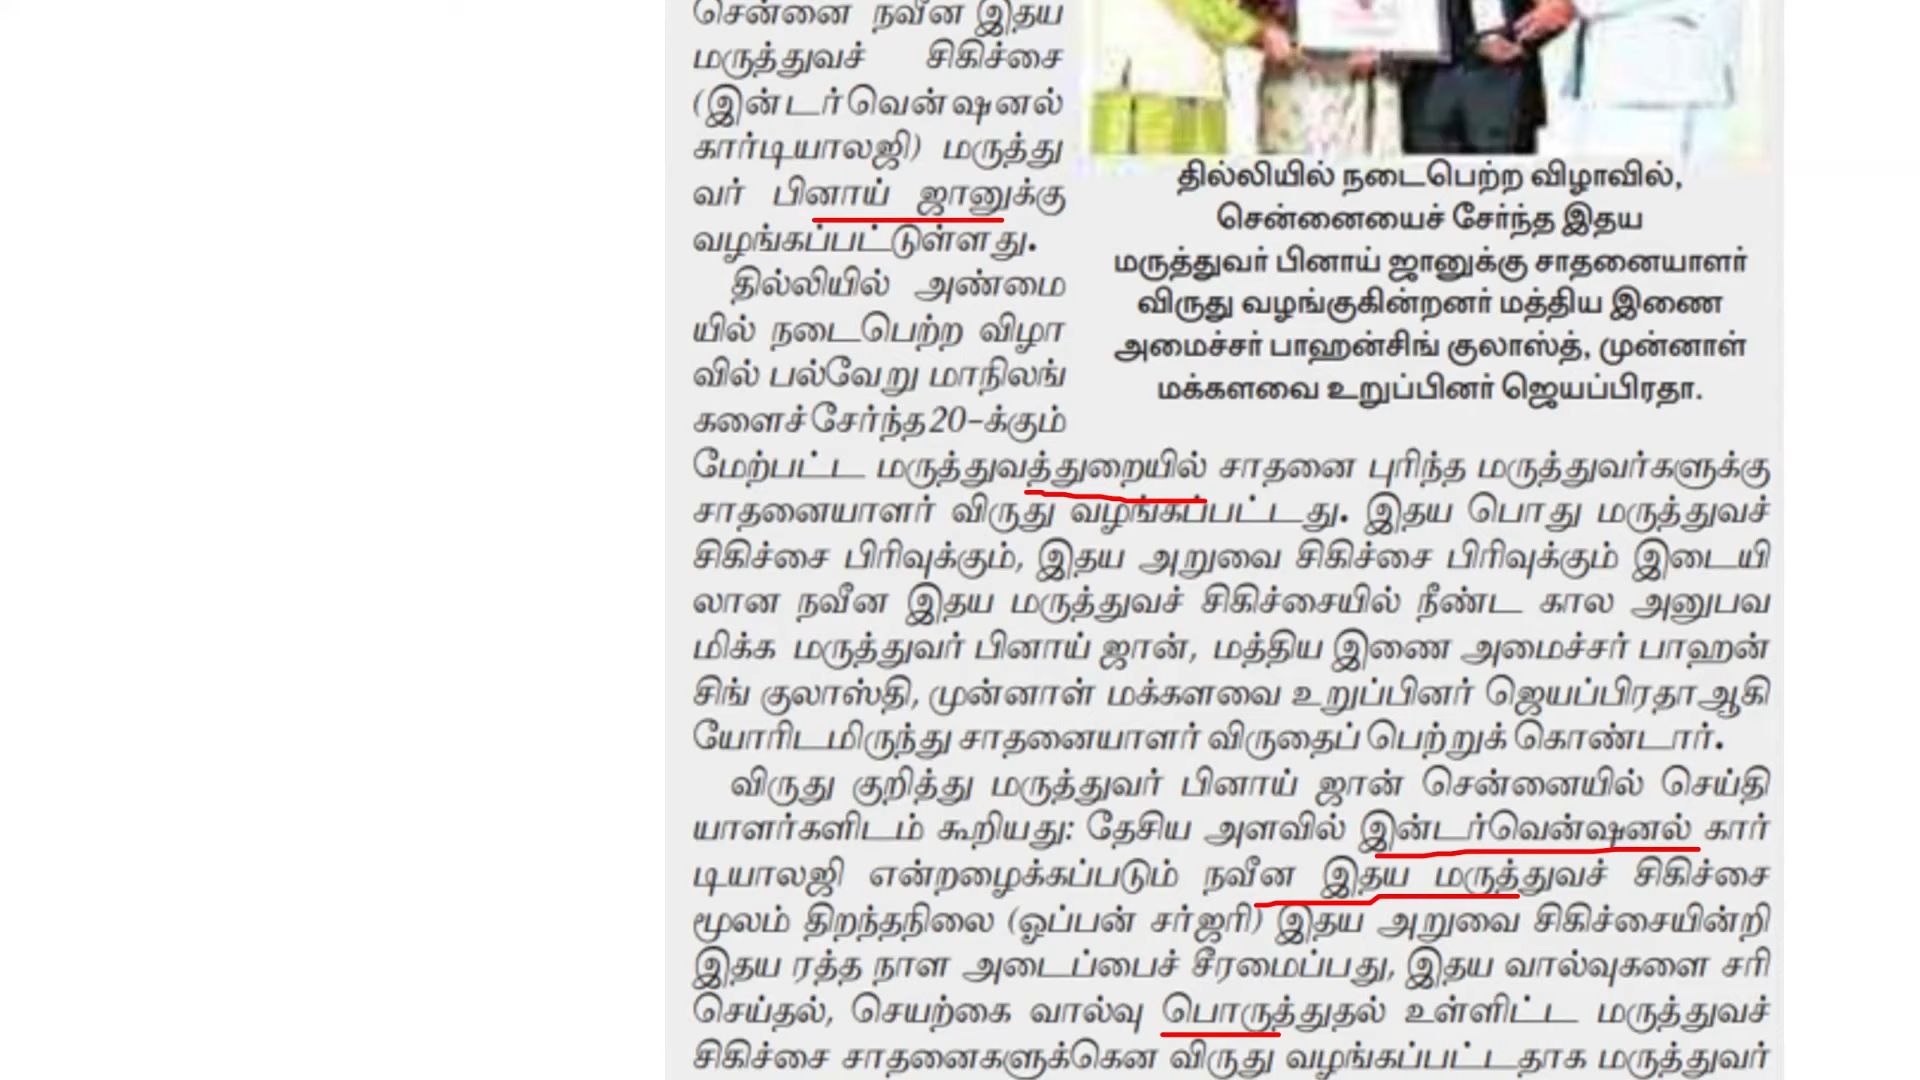 சென்னை நவீன இதய
மருத்துவச் சிகிச்சை
(இன்டர்வென்ஷனல்
கார்டியாலஜி) மருத்து
வர் பினாய் ஜானுக்கு
வழங்கப்பட்டுள்ளது.
தில்லியில் அண்மை
யில் நடைபெற்ற விழா
வில் பல்வேறு மாநிலங்
களைச் சேர்ந்த 20-க்கும்
தில்லியில் நடைபெற்ற விழாவில்,
சென்னையைச் சேர்ந்த இதய
மருத்துவர் பினாய் ஜானுக்கு சாதனையாளர்
விருது வழங்குகின்றனர் மத்திய இணை
அமைச்சர் பாஹன்சிங் குலாஸ்த், முன்னாள்
மக்களவை உறுப்பினர் ஜெயப்பிரதா.
மேற்பட்ட மருத்துவத்துறையில் சாதனை புரிந்த மருத்துவர்களுக்கு
சாதனையாளர் விருது வழங்கப்பட்டது. இதய பொது மருத்துவச்
சிகிச்சை பிரிவுக்கும், இதய அறுவை சிகிச்சை பிரிவுக்கும் இடையி
லான நவீன இதய மருத்துவச் சிகிச்சையில் நீண்ட கால அனுபவ
மிக்க மருத்துவர் பினாய் ஜான், மத்திய இணை அமைச்சர் பாஹன்
சிங் குலாஸ்தி, முன்னாள் மக்களவை உறுப்பினர் ஜெயப்பிரதா ஆகி
யோரிடமிருந்து சாதனையாளர் விருதைப் பெற்றுக் கொண்டார்.
விருது குறித்து மருத்துவர் பினாய் ஜான் சென்னையில் செய்தி
யாளர்களிடம் கூறியது: தேசிய அளவில் இன்டர்வென்ஷனல் கார்
டியாலஜி என்றழைக்கப்படும் நவீன இதய மருத்துவச் சிகிச்சை
மூலம் திறந்தநிலை (ஓப்பன் சர்ஜரி) இதய அறுவை சிகிச்சையின்றி
இதய ரத்த நாள அடைப்பைச் சீரமைப்பது, இதய வால்வுகளை சரி
செய்தல், செயற்கை வால்வு பொருத்துதல் உள்ளிட்ட மருத்துவச்
சிகிச்சை சாதனைகளுக்கென விருது வழங்கப்பட்டதாக மருத்துவர்